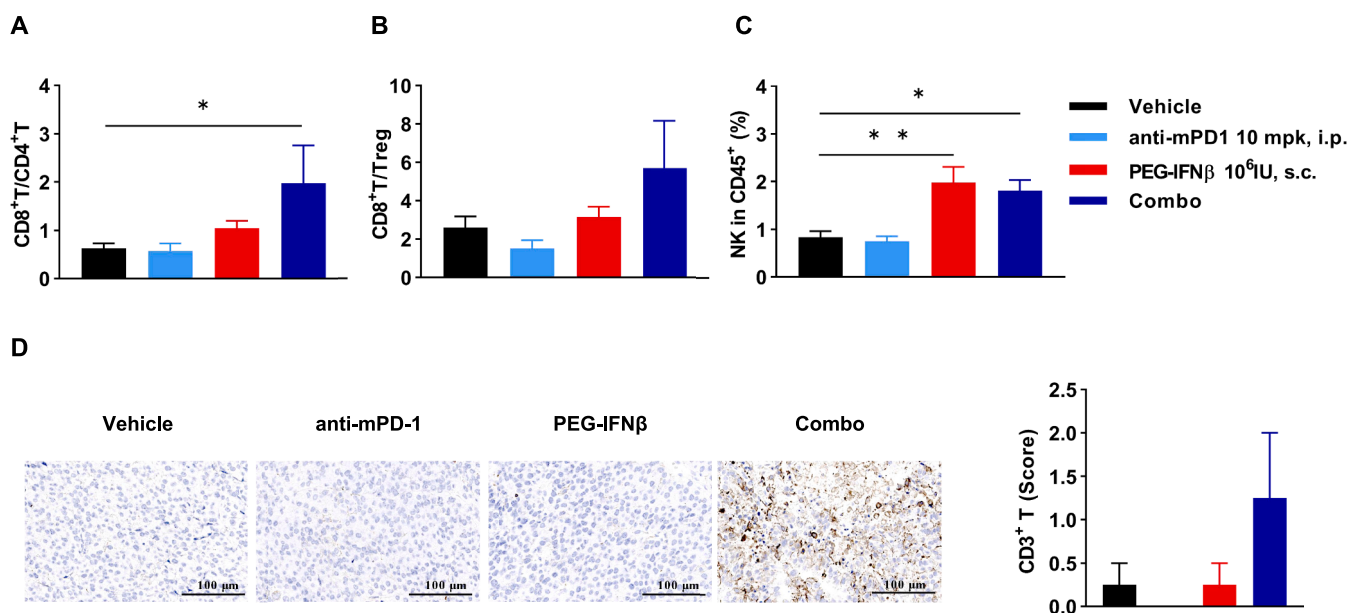 A
B
C
4
3
2
1
0
CD8⁺T/CD4⁺T
*
10
8
6
4
2
0
CD8⁺T/Treg
4
3
2
1
0
NK in CD45⁺ (%)
*
* *
Vehicle
anti-mPD1 10 mpk, i.p.
PEG-IFNβ 10⁶IU, s.c.
Combo
D
Vehicle
anti-mPD-1
PEG-IFNβ
Combo
100 μm
100 μm
100 μm
100 μm
2.5
2.0
1.5
1.0
0.5
0.0
CD3⁺ T (Score)